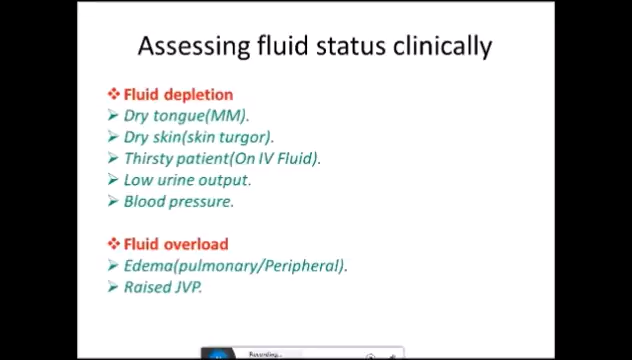 Assessing fluid status clinically
❖ Fluid depletion
➢ Dry tongue(MM).
➢ Dry skin(skin turgor).
➢ Thirsty patient(On IV Fluid).
➢ Low urine output.
➢ Blood pressure.
❖ Fluid overload
➢ Edema(pulmonary/Peripheral).
➢ Raised JVP.
Recording...